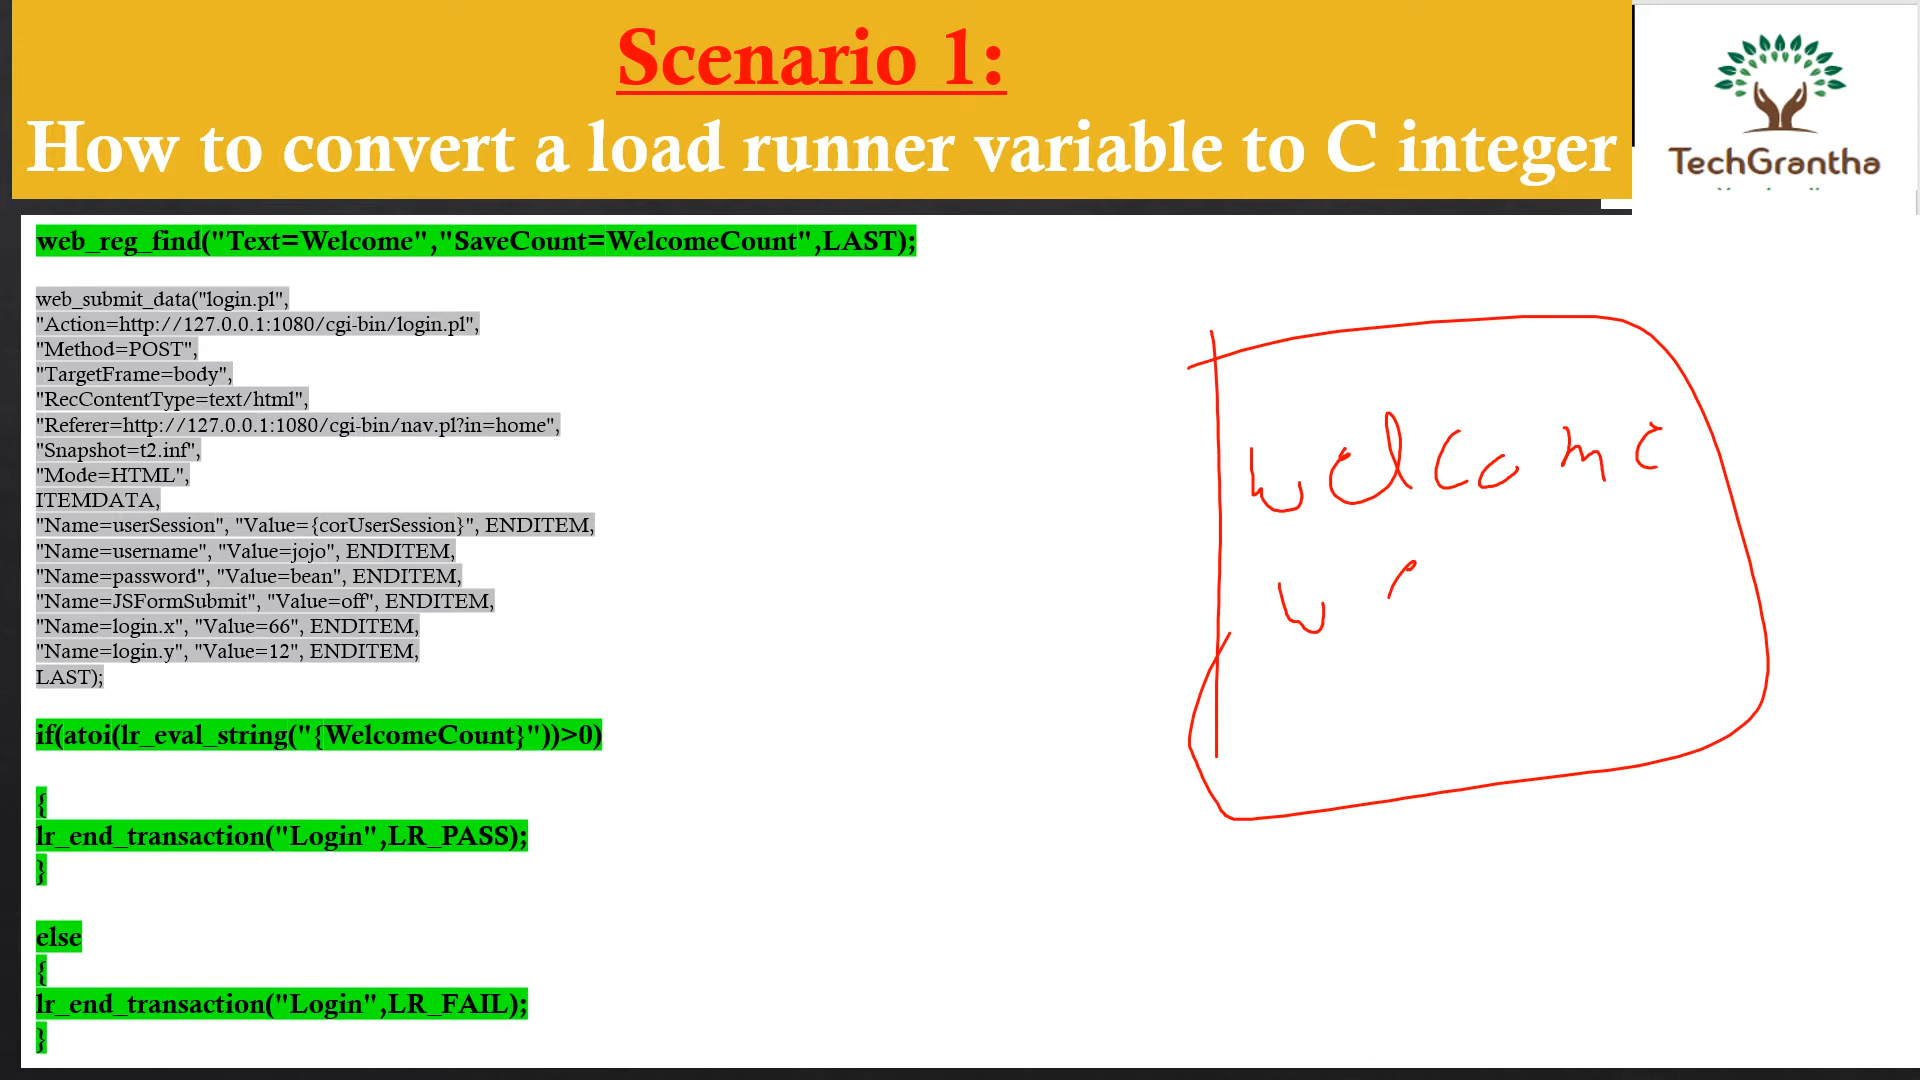 Scenario 1:
How to convert a load runner variable to C integer
TechGrantha
web_reg_find("Text=Welcome","SaveCount=WelcomeCount",LAST);
web_submit_data("login.pl",
"Action=http://127.0.0.1:1080/cgi-bin/login.pl",
"Method=POST",
"TargetFrame=body",
"RecContentType=text/html",
"Referer=http://127.0.0.1:1080/cgi-bin/nav.pl?in=home",
"Snapshot=t2.inf",
"Mode=HTML",
ITEMDATA,
"Name=userSession", "Value={corUserSession}", ENDITEM,
"Name=username", "Value=jojo", ENDITEM,
"Name=password", "Value=bean", ENDITEM,
"Name=JSFormSubmit", "Value=off", ENDITEM,
"Name=login.x", "Value=66", ENDITEM,
"Name=login.y", "Value=12", ENDITEM,
LAST);
if(atoi(lr_eval_string("{WelcomeCount}"))>0)
{
lr_end_transaction("Login",LR_PASS);
}
else
{
lr_end_transaction("Login",LR_FAIL);
}
Welcome